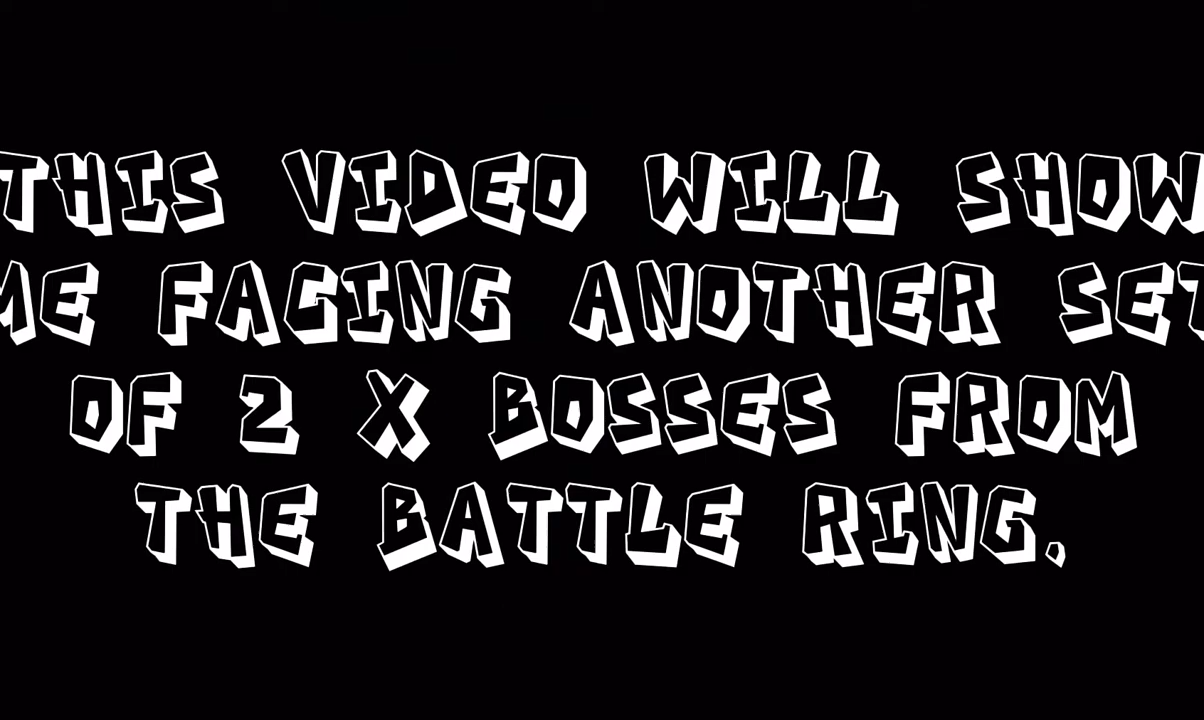 THIS VIDEO WILL SHOW
ME FACING ANOTHER SET
OF 2 X BOSSES FROM
THE BATTLE RING.